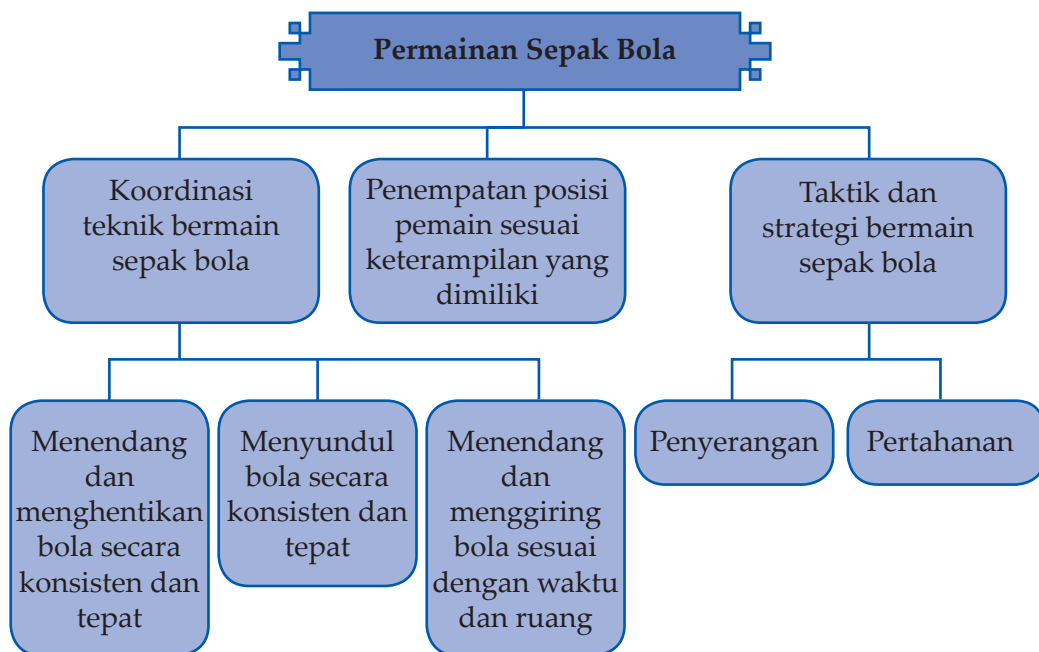 Permainan Sepak Bola
Koordinasi
teknik bermain
sepak bola
Penempatan posisi
pemain sesuai
keterampilan yang
dimiliki
Taktik dan
strategi bermain
sepak bola
Menendang
dan
menghentikan
bola secara
konsisten dan
tepat
Menyundul
bola secara
konsisten dan
tepat
Menendang
dan
menggiring
bola sesuai
dengan waktu
dan ruang
Penyerangan
Pertahanan